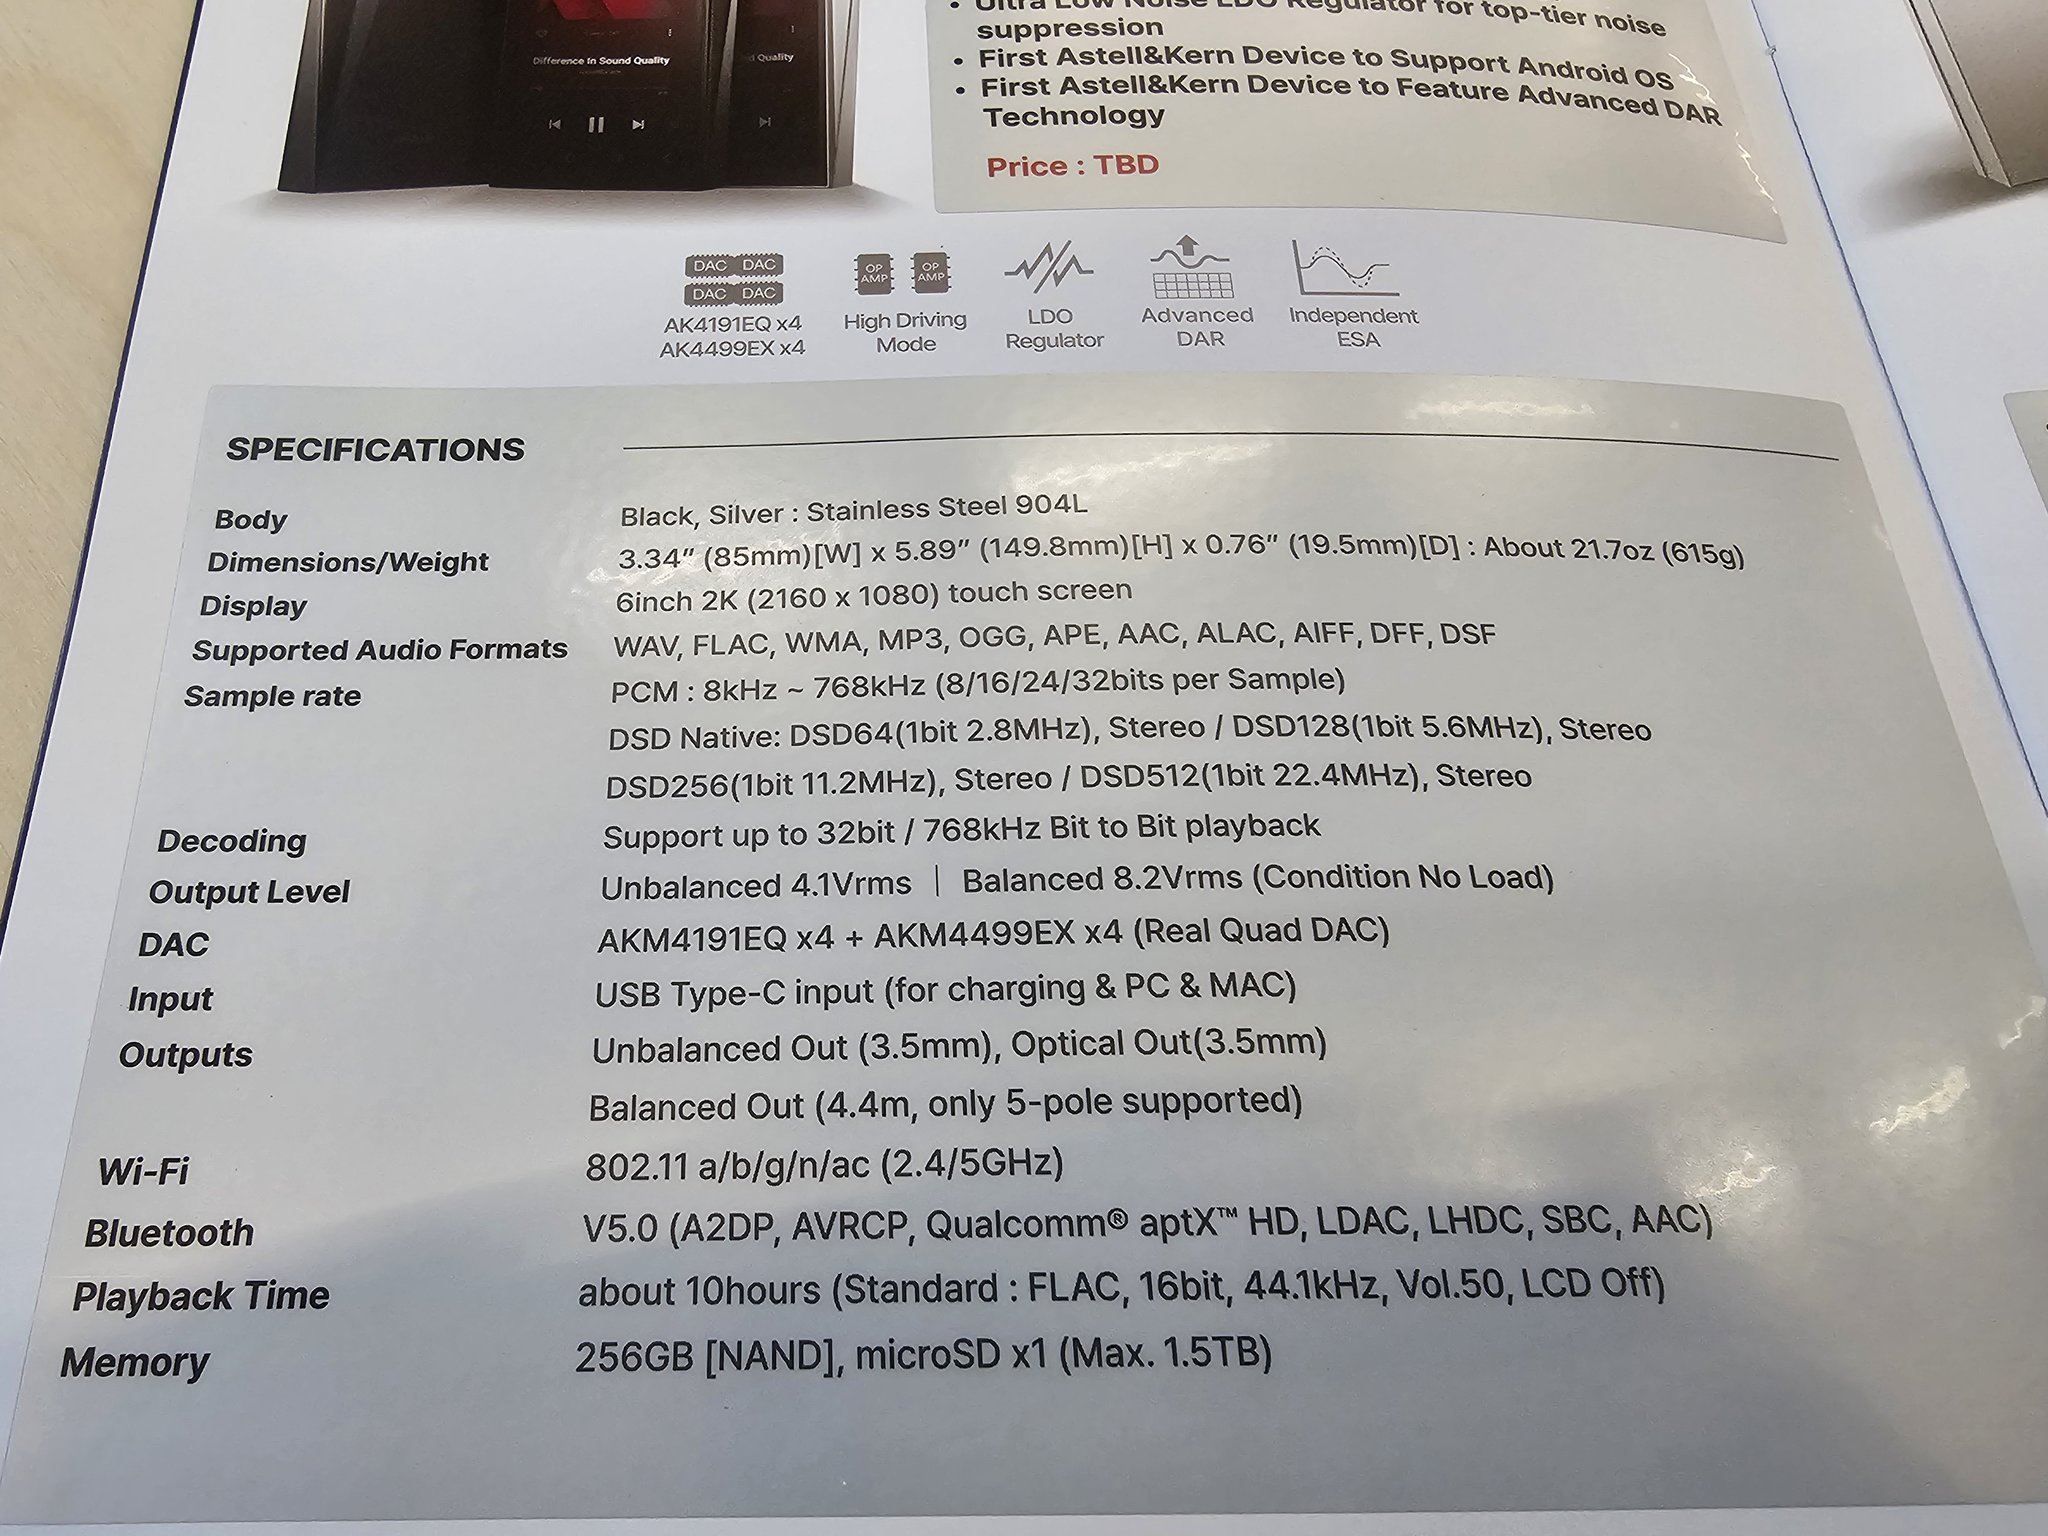 Difference In Sound Quality
d Quality
Ultra Low Noise LDO Regulator for top-tier noise
suppression
• First Astell&Kern Device to Support Android OS
• First Astell&Kern Device to Feature Advanced DAR
Technology
Price : TBD
DAC DAC
DAC DAC
AK4191EQ x4
AK4499EX x4
OP AMP
OP AMP
High Driving
Mode
LDO
Regulator
Advanced
DAR
Independent
ESA
SPECIFICATIONS
Body Black, Silver : Stainless Steel 904L
Dimensions/Weight 3.34″ (85mm)[W] x 5.89″ (149.8mm)[H] x 0.76″ (19.5mm)[D] : About 21.7oz (615g)
Display 6inch 2K (2160 x 1080) touch screen
Supported Audio Formats WAV, FLAC, WMA, MP3, OGG, APE, AAC, ALAC, AIFF, DFF, DSF
Sample rate PCM : 8kHz ~ 768kHz (8/16/24/32bits per Sample)
DSD Native: DSD64(1bit 2.8MHz), Stereo / DSD128(1bit 5.6MHz), Stereo
DSD256(1bit 11.2MHz), Stereo / DSD512(1bit 22.4MHz), Stereo
Decoding Support up to 32bit / 768kHz Bit to Bit playback
Output Level Unbalanced 4.1Vrms | Balanced 8.2Vrms (Condition No Load)
DAC AKM4191EQ x4 + AKM4499EX x4 (Real Quad DAC)
Input USB Type-C input (for charging & PC & MAC)
Outputs Unbalanced Out (3.5mm), Optical Out(3.5mm)
Balanced Out (4.4m, only 5-pole supported)
Wi-Fi 802.11 a/b/g/n/ac (2.4/5GHz)
Bluetooth V5.0 (A2DP, AVRCP, Qualcomm® aptX™ HD, LDAC, LHDC, SBC, AAC)
Playback Time about 10hours (Standard : FLAC, 16bit, 44.1kHz, Vol.50, LCD Off)
Memory 256GB [NAND], microSD x1 (Max. 1.5TB)